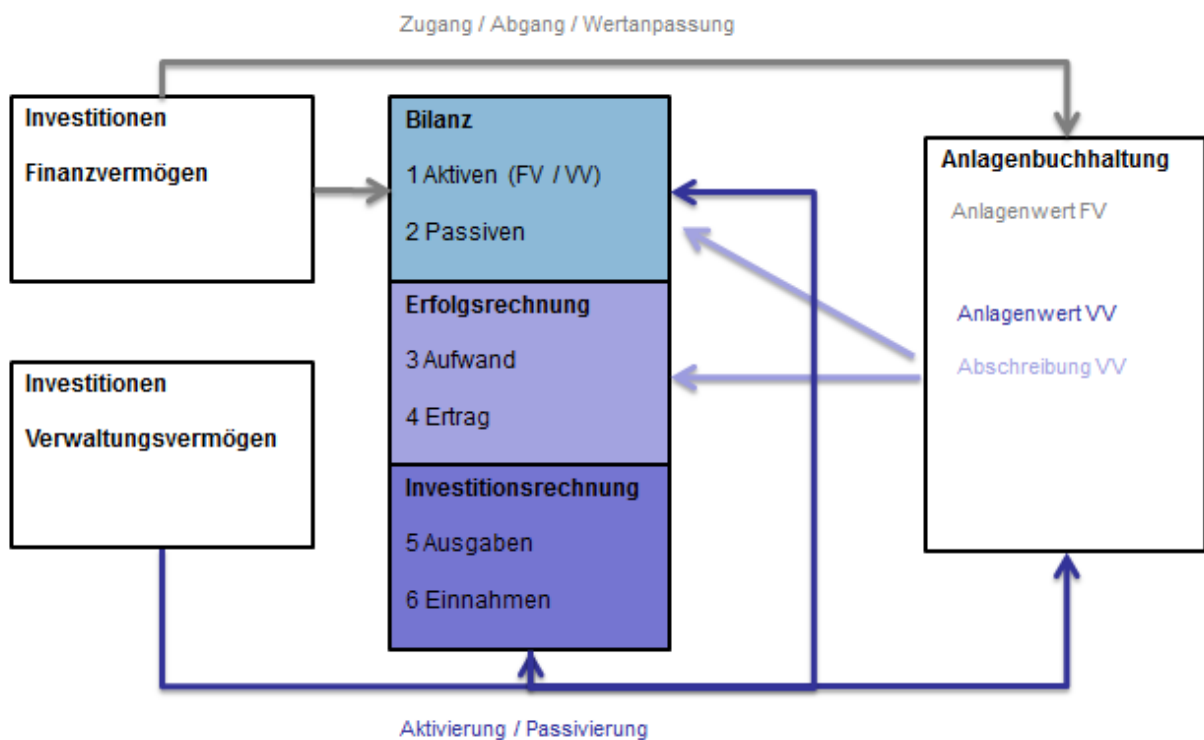 Zugang / Abgang / Wertanpassung
Investitionen
Finanzvermögen
Bilanz
1 Aktiven (FV / VV)
2 Passiven
Anlagenbuchhaltung
Anlagenwert FV
Anlagenwert VV
Abschreibung VV
Erfolgsrechnung
3 Aufwand
4 Ertrag
Investitionen
Verwaltungsvermögen
Investitionsrechnung
5 Ausgaben
6 Einnahmen
Aktivierung / Passivierung